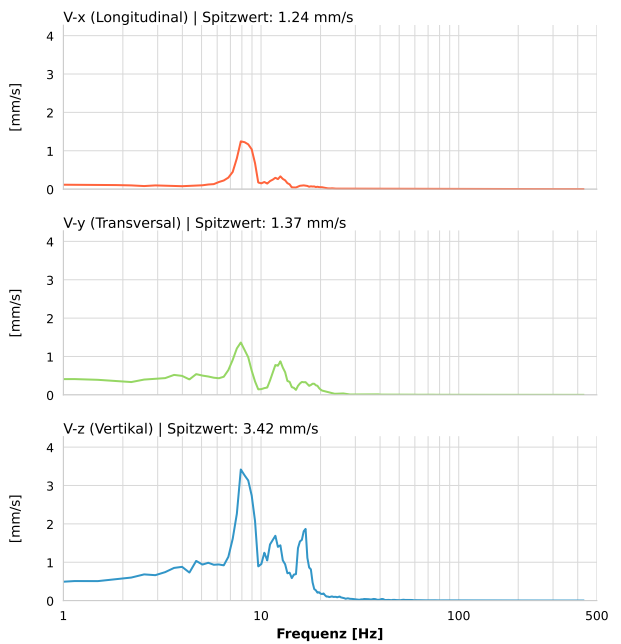 V-x (Longitudinal) | Spitzwert: 1.24 mm/s
4
3
2
1
0
[mm/s]
V-y (Transversal) | Spitzwert: 1.37 mm/s
4
3
2
1
0
[mm/s]
V-z (Vertikal) | Spitzwert: 3.42 mm/s
4
3
2
1
0
[mm/s]
1 10 100 500
Frequenz [Hz]